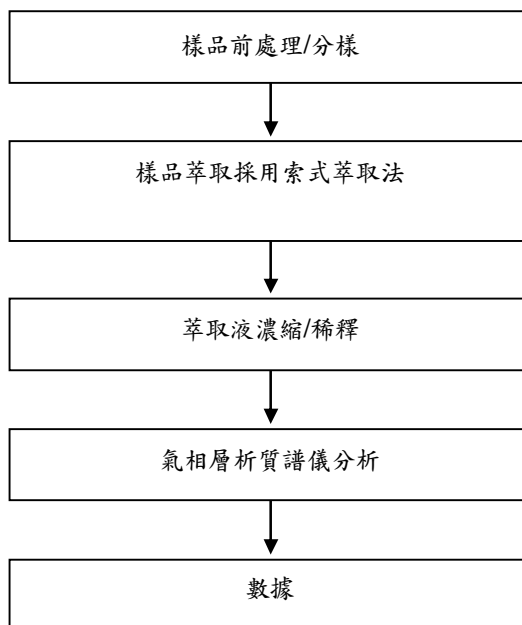 樣品前處理/分樣
樣品萃取採用索式萃取法
萃取液濃縮/稀釋
氣相層析質譜儀分析
數據